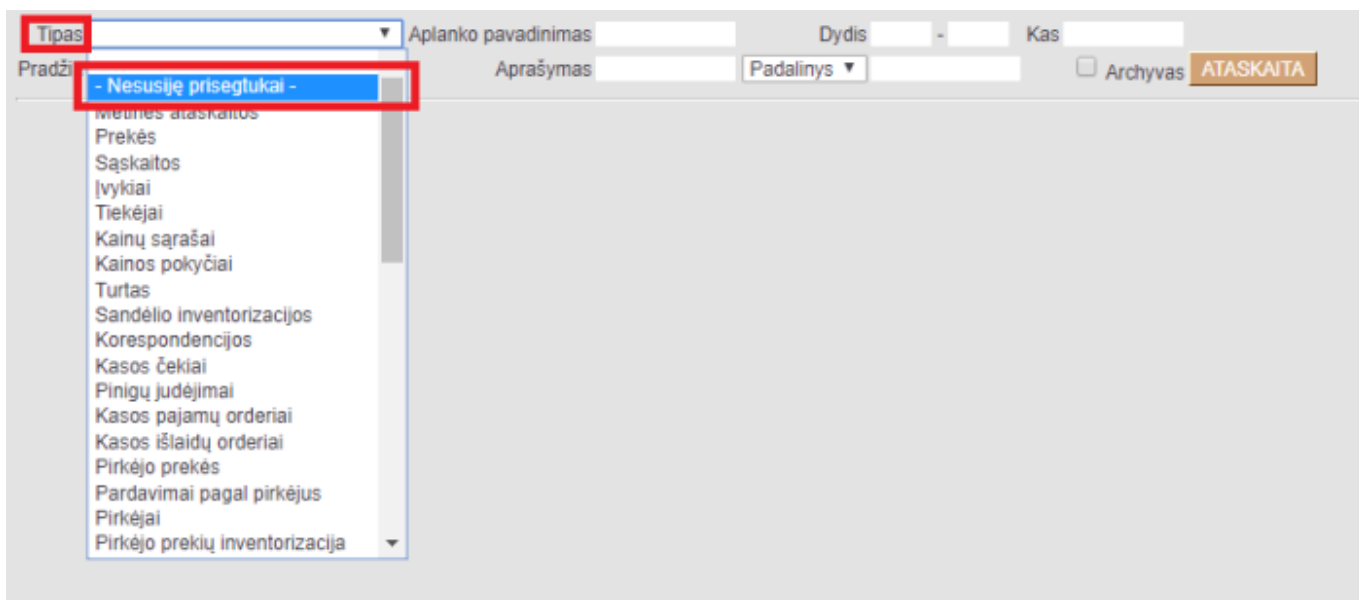 Tipas Aplanko pavadinimas Dydis - Kas
Aprašymas Padalinys Archyvas ATASKAITA
- Nesusiję prisegtukai -
Metinės ataskaitos
Prekės
Sąskaitos
Įvykiai
Tiekėjai
Kainų sąrašai
Kainos pokyčiai
Turtas
Sandėlio inventorizacijos
Korespondencijos
Kasos čekiai
Pinigų judėjimai
Kasos pajamų orderiai
Kasos išlaidų orderiai
Pirkėjo prekės
Pardavimai pagal pirkėjus
Pirkėjai
Pirkėjo prekių inventorizacija